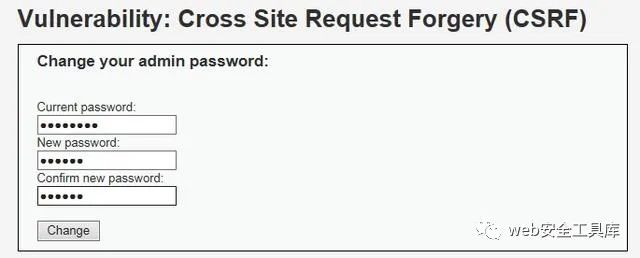 Vulnerability: Cross Site Request Forgery (CSRF)
Change your admin password:
Current password:
●●●●●●●●
New password:
●●●●●●
Confirm new password:
●●●●●●
Change
web安全工具库